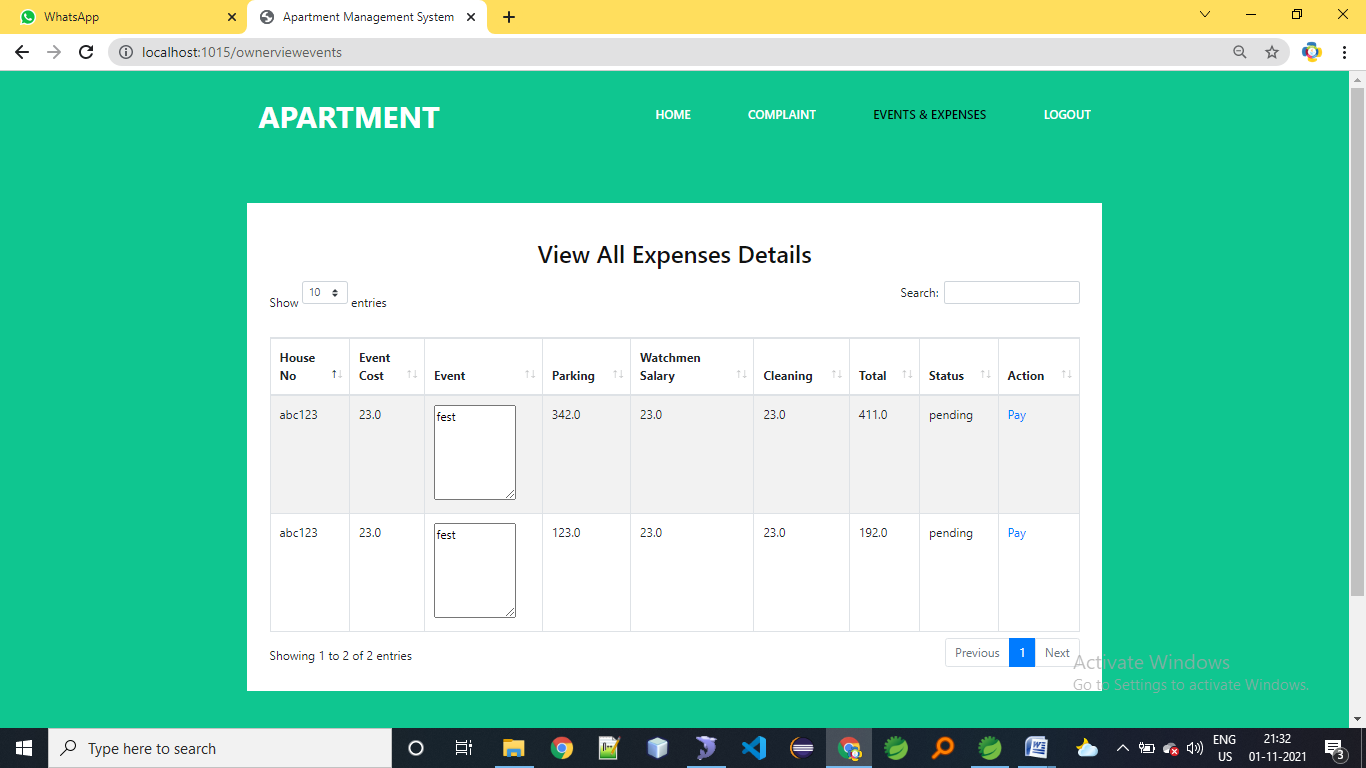 WhatsApp
Apartment Management System
localhost:1015/ownerviewevents
APARTMENT
HOME COMPLAINT EVENTS & EXPENSES LOGOUT
View All Expenses Details
Show 10 entries
Search:
House No Event Cost Event Parking Watchmen Salary Cleaning Total Status Action
abc123 23.0 fest 342.0 23.0 23.0 411.0 pending Pay
abc123 23.0 fest 123.0 23.0 23.0 192.0 pending Pay
Showing 1 to 2 of 2 entries
Previous 1 Next
Activate Windows
Go to Settings to activate Windows.
Type here to search
ENG 21:32
US 01-11-2021
3